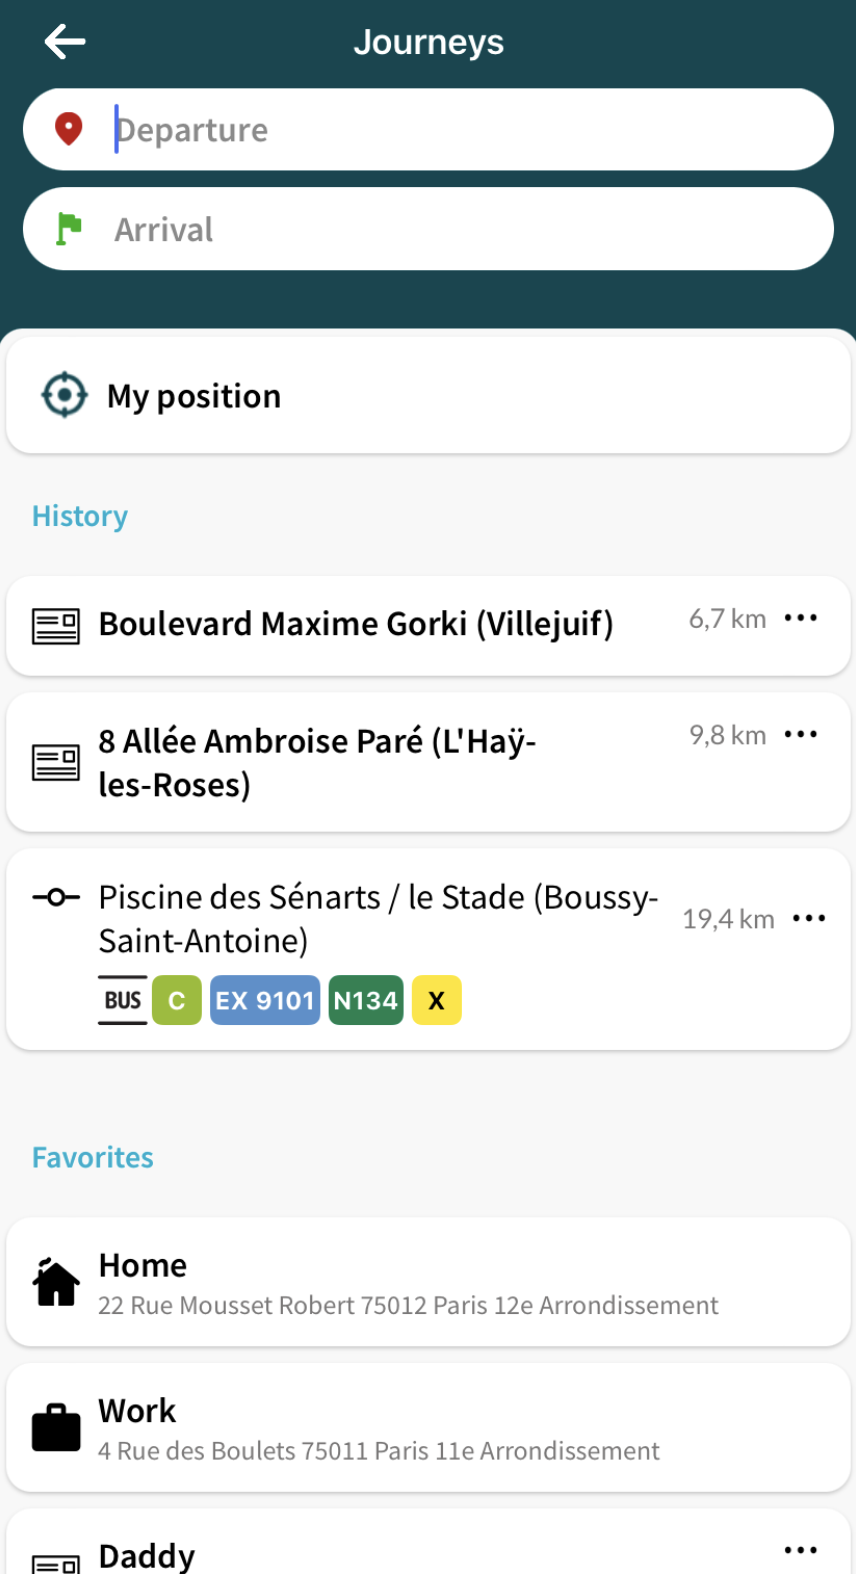 Journeys
Departure
Arrival
My position
History
Boulevard Maxime Gorki (Villejuif)
6,7 km
8 Allée Ambroise Paré (L'Haÿ-
les-Roses)
9,8 km
Piscine des Sénarts / le Stade (Boussy-
Saint-Antoine)
19,4 km
BUS C EX 9101 N134 X
Favorites
Home
22 Rue Mousset Robert 75012 Paris 12e Arrondissement
Work
4 Rue des Boulets 75011 Paris 11e Arrondissement
Daddy